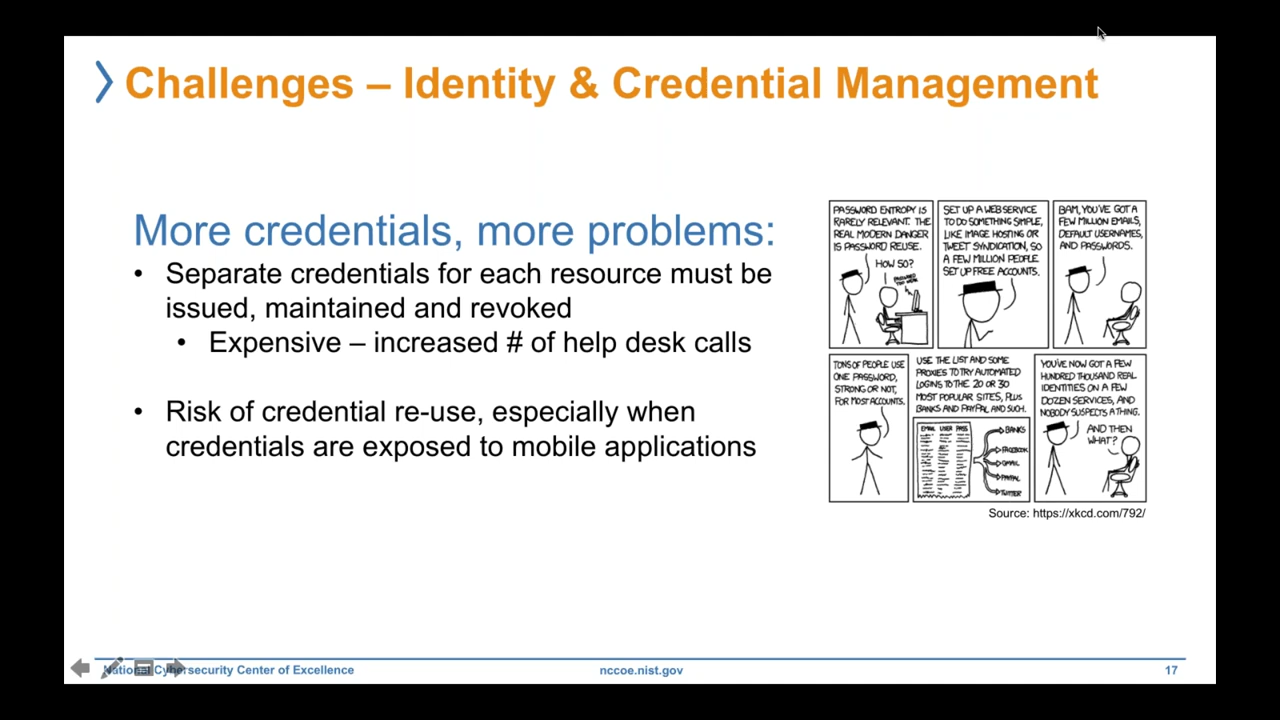 Challenges – Identity & Credential Management
More credentials, more problems:
• Separate credentials for each resource must be
issued, maintained and revoked
• Expensive – increased # of help desk calls
• Risk of credential re-use, especially when
credentials are exposed to mobile applications
PASSWORD ENTROPY IS
RARELY RELEVANT. THE
REAL MODERN DANGER
IS PASSWORD REUSE.
HOW SO?
PASSWORD
TOO WEAK
SET UP A WEB SERVICE
TO DO SOMETHING SIMPLE,
LIKE IMAGE HOSTING OR
TWEET SYNDICATION, SO
A FEW MILLION PEOPLE
SET UP FREE ACCOUNTS.
BAM, YOU'VE GOT A
FEW MILLION EMAILS,
DEFAULT USERNAMES,
AND PASSWORDS.
TONS OF PEOPLE USE
ONE PASSWORD,
STRONG OR NOT,
FOR MOST ACCOUNTS.
USE THE LIST AND SOME
PROXIES TO TRY AUTOMATED
LOGINS TO THE 20 OR 30
MOST POPULAR SITES, PLUS
BANKS AND PAYPAL AND SUCH.
EMAIL USER PASS
BANKS
FACEBOOK
GMAIL
PAYPAL
TWITTER
YOU'VE NOW GOT A FEW
HUNDRED THOUSAND REAL
IDENTITIES ON A FEW
DOZEN SERVICES, AND
NOBODY SUSPECTS A THING.
AND THEN
WHAT?
Source: https://xkcd.com/792/
National Cybersecurity Center of Excellence
nccoe.nist.gov
17